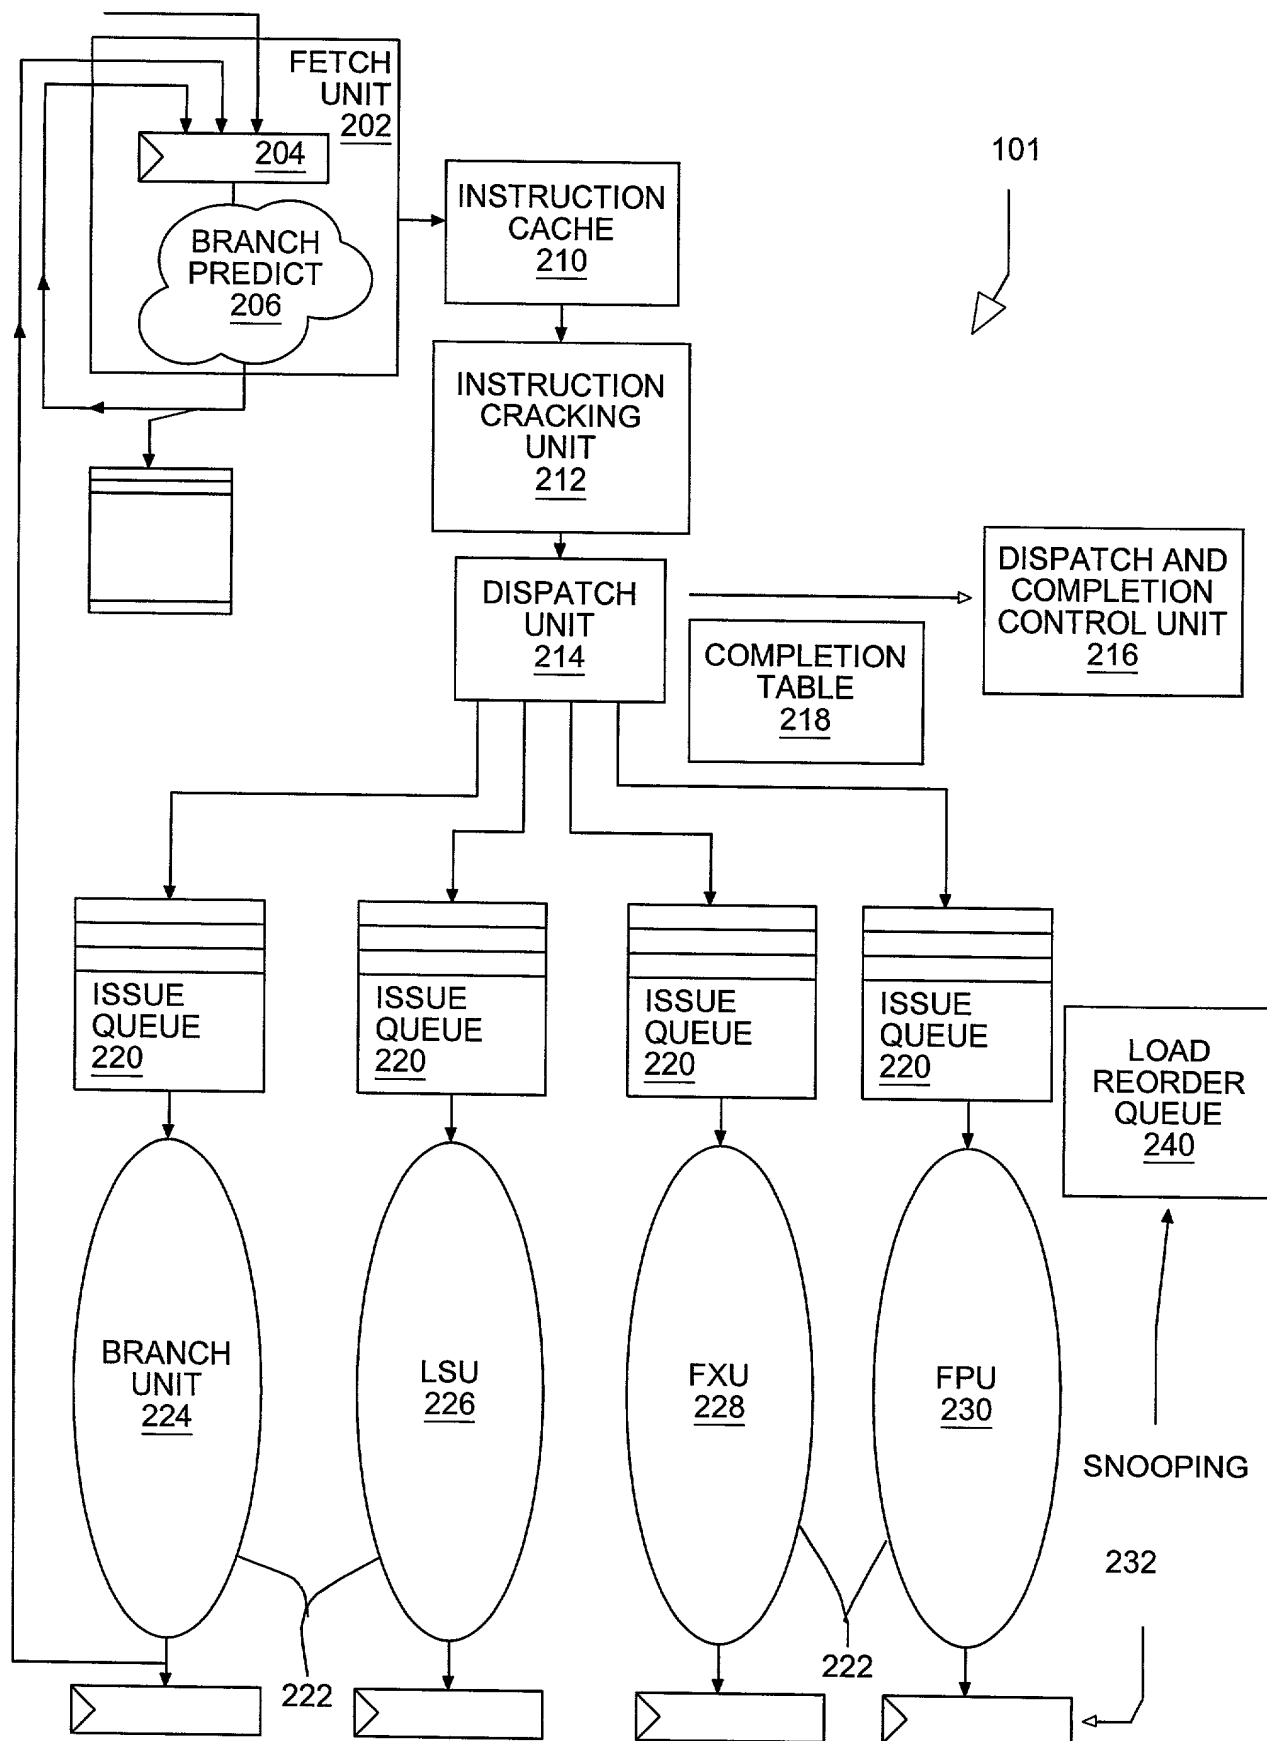 FETCH
UNIT
202
204
101
INSTRUCTION
CACHE
210
BRANCH
PREDICT
206
INSTRUCTION
CRACKING
UNIT
212
DISPATCH
UNIT
214
DISPATCH AND
COMPLETION
CONTROL UNIT
216
COMPLETION
TABLE
218
ISSUE
QUEUE
220
ISSUE
QUEUE
220
ISSUE
QUEUE
220
ISSUE
QUEUE
220
LOAD
REORDER
QUEUE
240
BRANCH
UNIT
224
LSU
226
FXU
228
FPU
230
SNOOPING
232
222
222